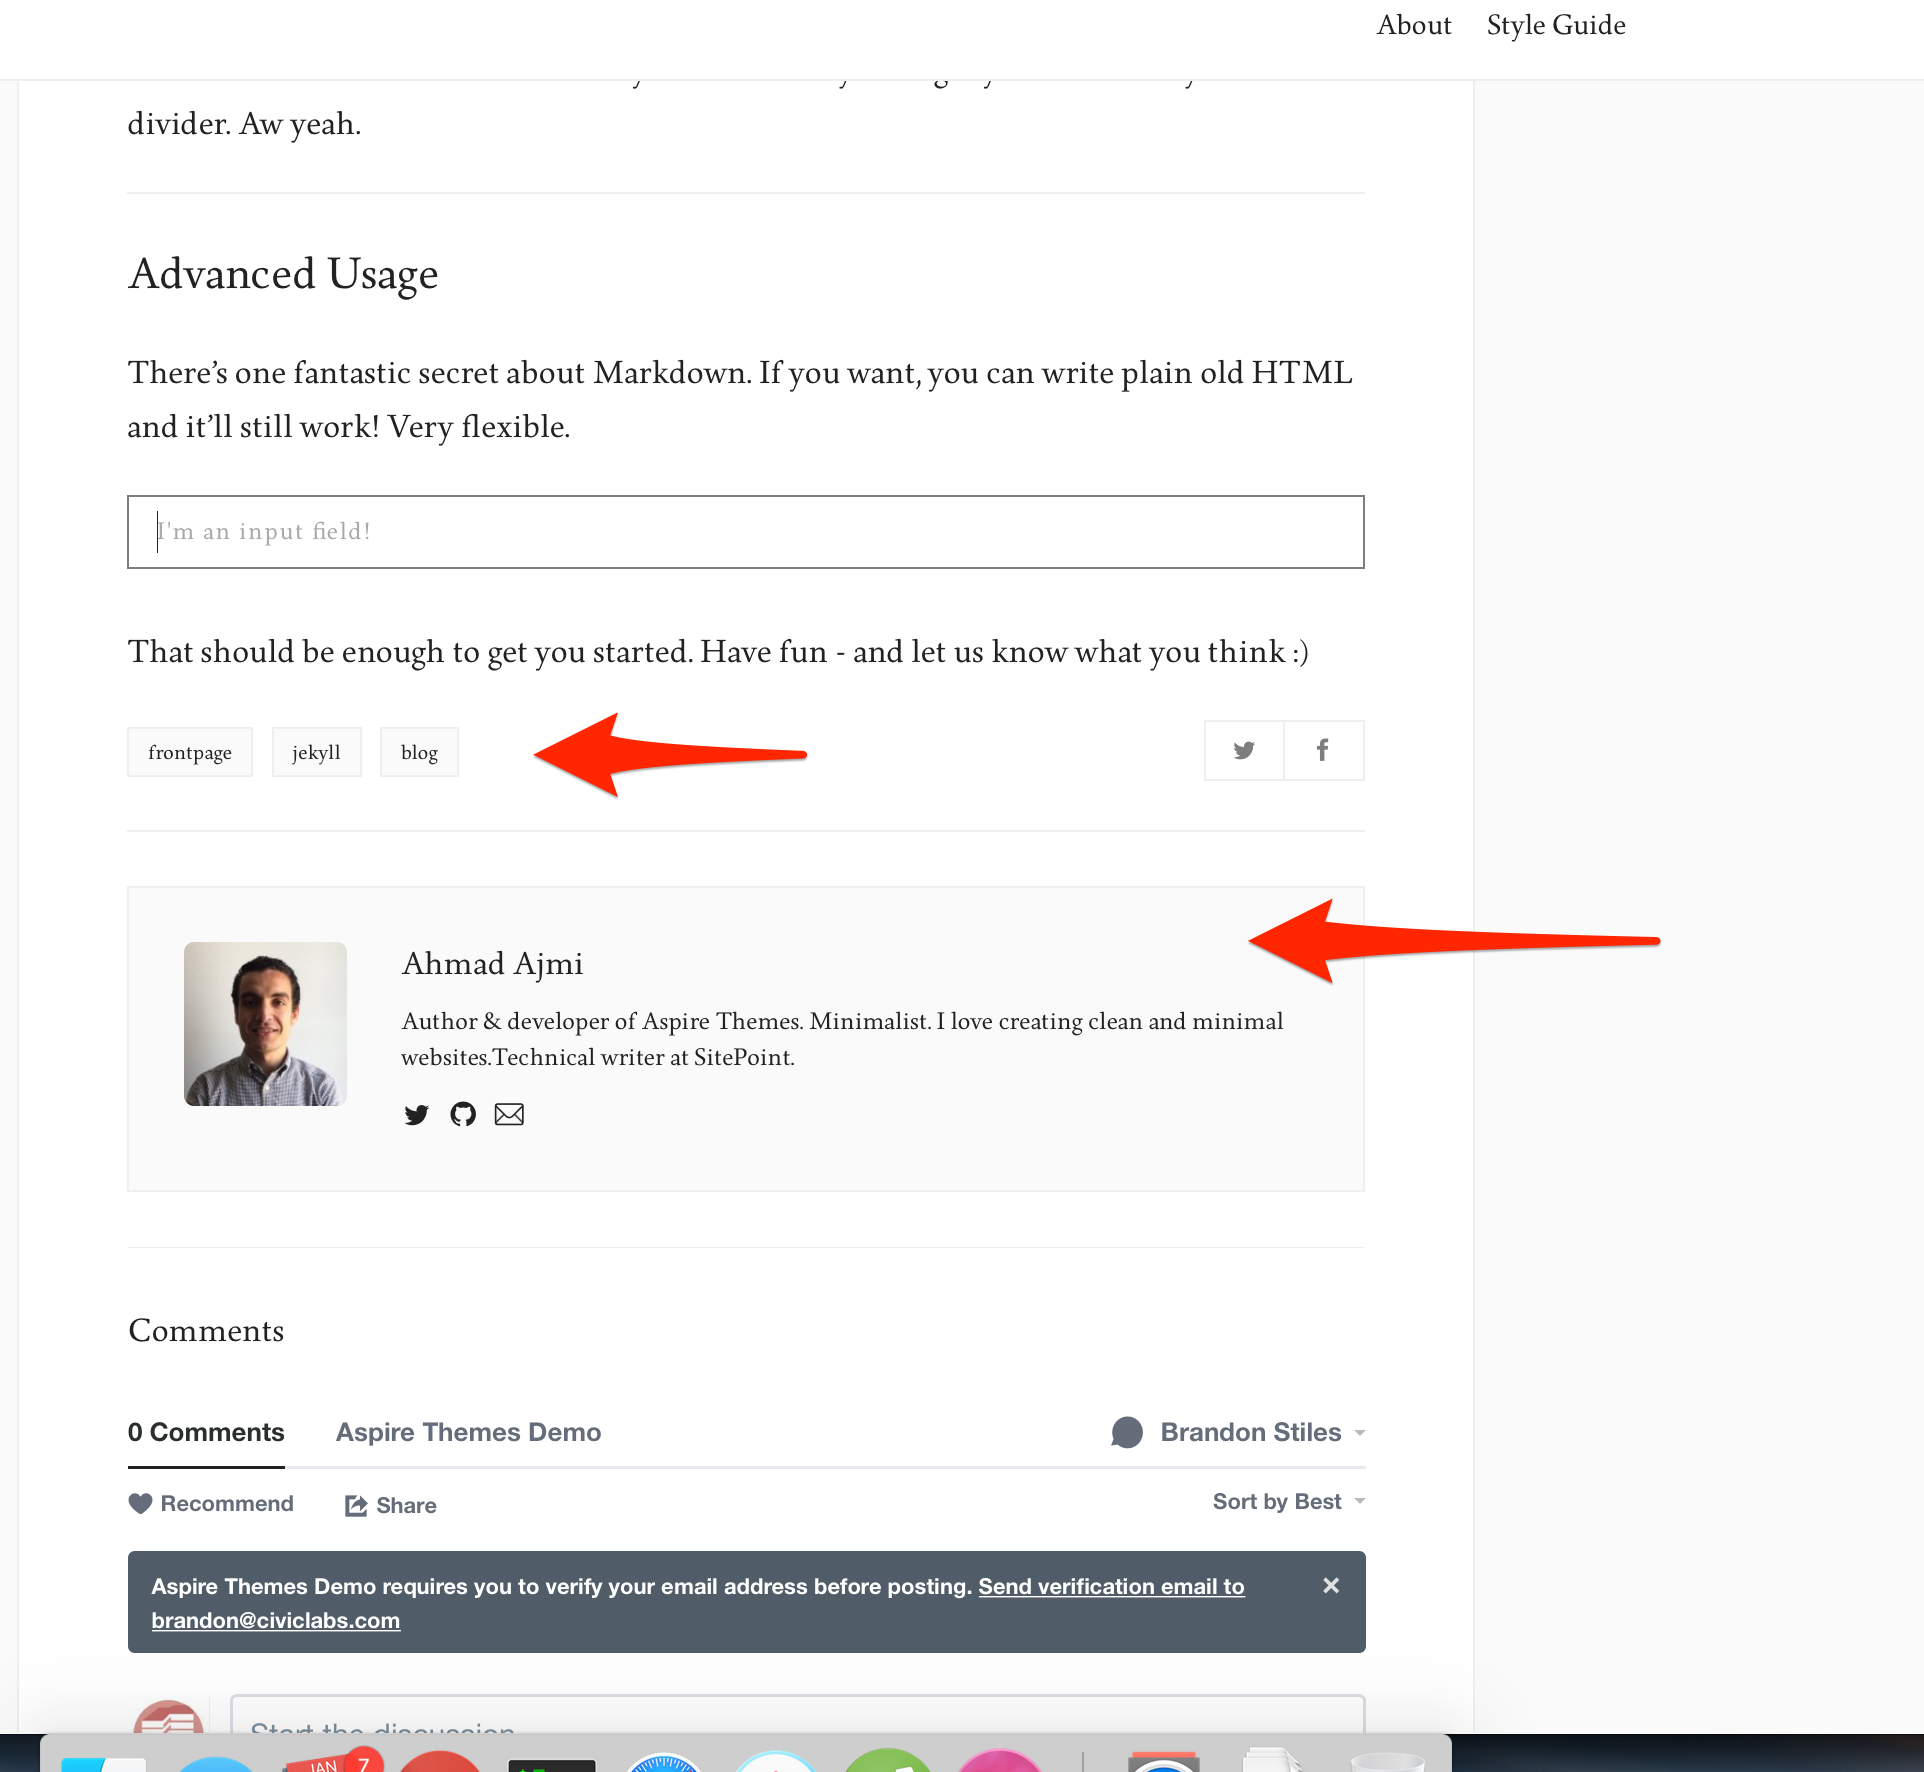 About Style Guide
divider. Aw yeah.
Advanced Usage
There’s one fantastic secret about Markdown. If you want, you can write plain old HTML
and it’ll still work! Very flexible.
I'm an input field!
That should be enough to get you started. Have fun - and let us know what you think :)
frontpage jekyll blog
Ahmad Ajmi
Author & developer of Aspire Themes. Minimalist. I love creating clean and minimal
websites.Technical writer at SitePoint.
Comments
0 Comments Aspire Themes Demo Brandon Stiles
Recommend Share Sort by Best
Aspire Themes Demo requires you to verify your email address before posting. Send verification email to
brandon@civiclabs.com
Start the discussion
JAN 7